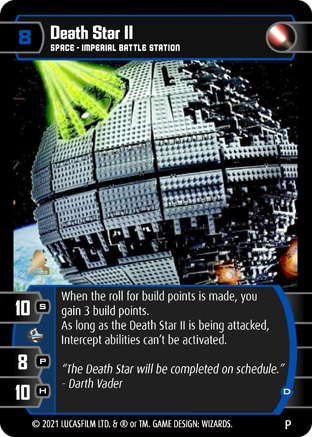 8
Death Star II
SPACE - IMPERIAL BATTLE STATION
10 S
When the roll for build points is made, you
gain 3 build points.
As long as the Death Star II is being attacked,
Intercept abilities can't be activated.
8 P
"The Death Star will be completed on schedule."
10 H
- Darth Vader
D
© 2021 LUCASFILM LTD. & ® or TM. GAME DESIGN: WIZARDS.
P